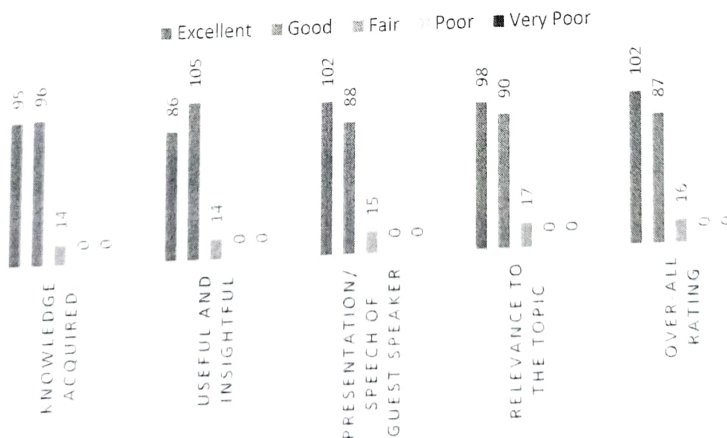 Excellent Good Fair Poor Very Poor
95
96
14
0
0
KNOWLEDGE
ACQUIRED
86
105
14
0
0
USEFUL AND
INSIGHTFUL
102
88
15
0
0
PRESENTATION/
SPEECH OF
GUEST SPEAKER
98
90
17
0
0
RELEVANCE TO
THE TOPIC
102
87
16
0
0
OVER ALL
RATING